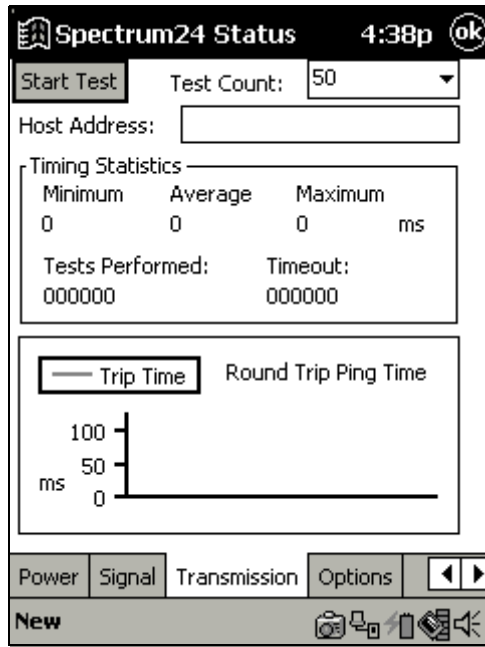 Spectrum24 Status 4:38p ok
Start Test Test Count: 50
Host Address:
Timing Statistics
Minimum Average Maximum
0 0 0 ms
Tests Performed: Timeout:
000000 000000
Trip Time Round Trip Ping Time
100
50
ms
0
Power Signal Transmission Options
New